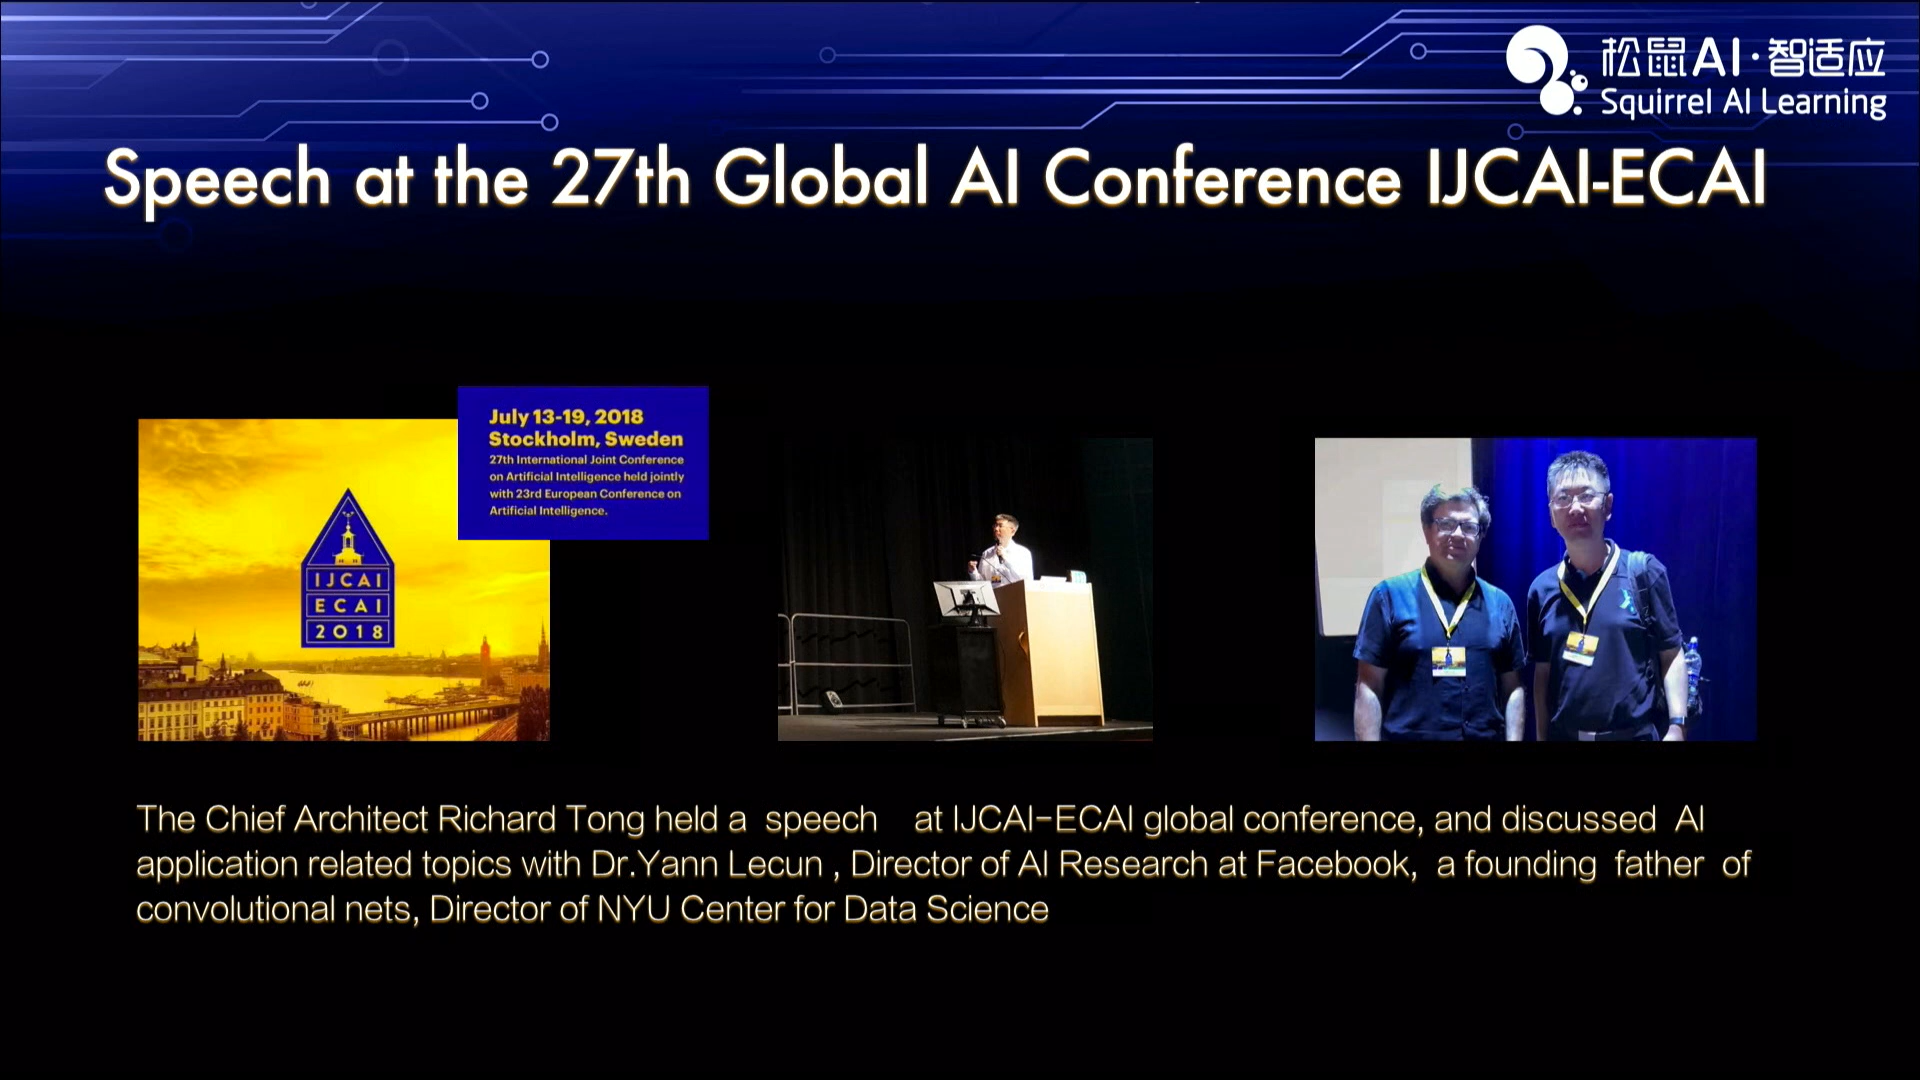 松鼠AI·智适应
Squirrel AI Learning
Speech at the 27th Global AI Conference IJCAI-ECAI
July 13-19, 2018
Stockholm, Sweden
27th International Joint Conference
on Artificial Intelligence held jointly
with 23rd European Conference on
Artificial Intelligence.
IJCAI
ECAI
2018
The Chief Architect Richard Tong held a speech at IJCAI-ECAI global conference, and discussed AI
application related topics with Dr.Yann Lecun , Director of AI Research at Facebook, a founding father of
convolutional nets, Director of NYU Center for Data Science